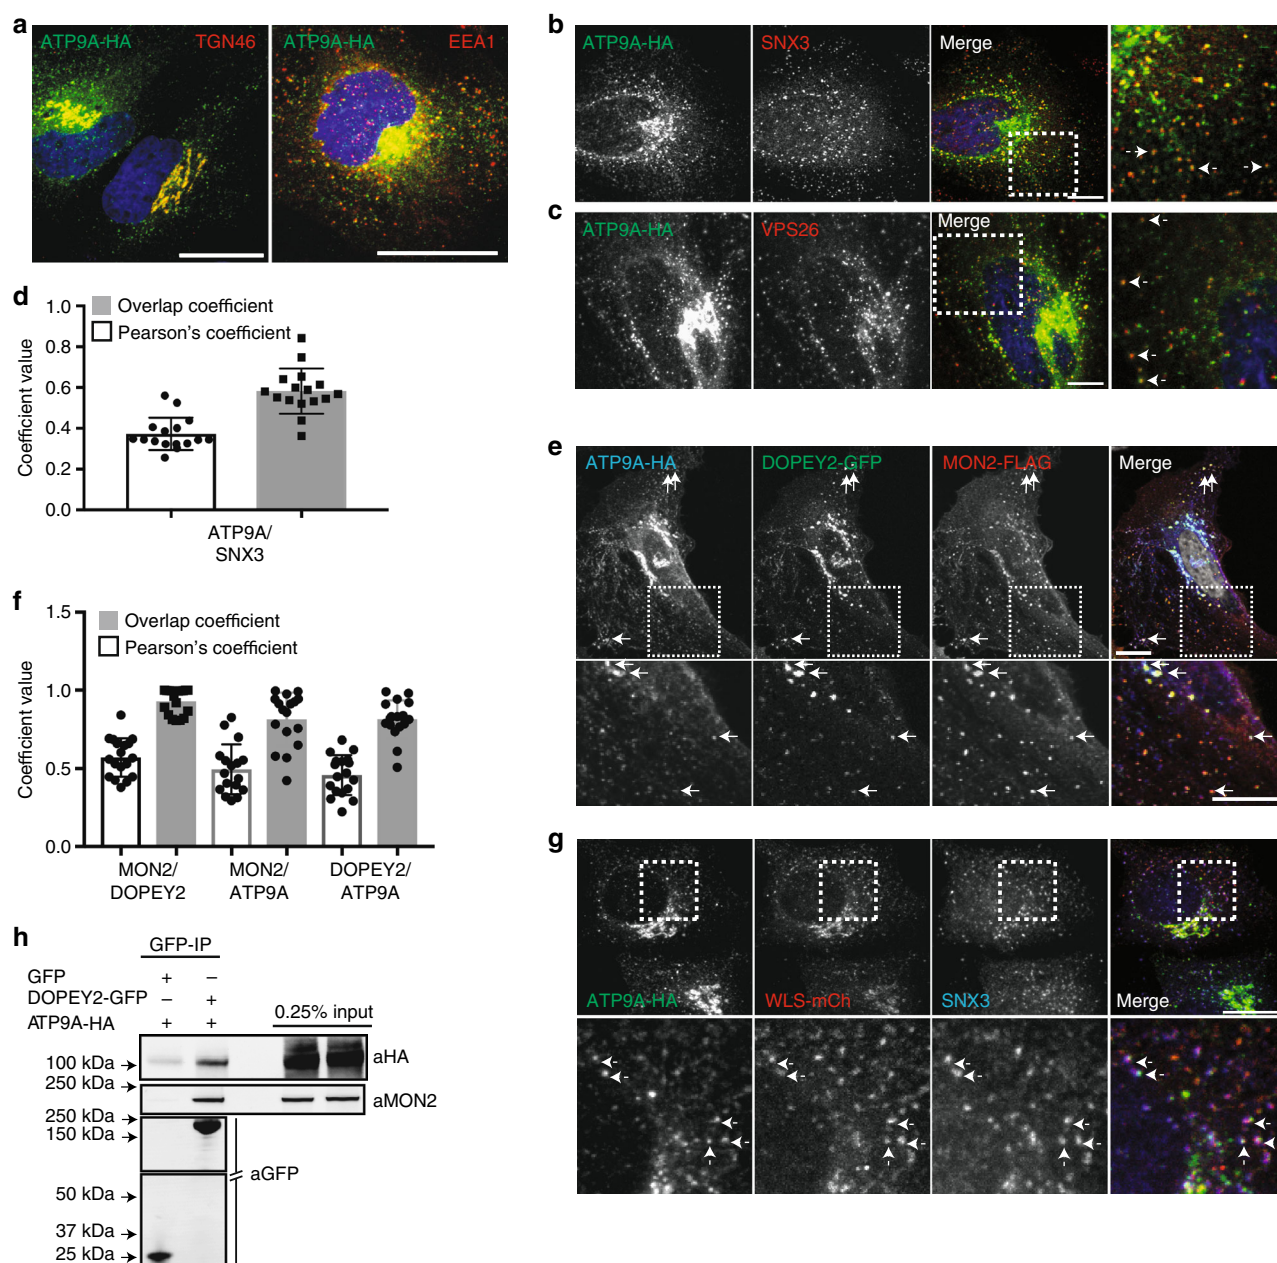 a
ATP9A-HA TGN46
ATP9A-HA EEA1
b
ATP9A-HA SNX3 Merge
c
ATP9A-HA VPS26 Merge
d
Overlap coefficient
Pearson's coefficient
Coefficient value
1.0
0.8
0.6
0.4
0.2
0.0
ATP9A/
SNX3
e
ATP9A-HA DOPEY2-GFP MON2-FLAG Merge
f
Overlap coefficient
Pearson's coefficient
Coefficient value
1.5
1.0
0.5
0.0
MON2/
DOPEY2
MON2/
ATP9A
DOPEY2/
ATP9A
g
ATP9A-HA WLS-mCh SNX3 Merge
h
GFP-IP
GFP + –
DOPEY2-GFP – +
ATP9A-HA + +
0.25% input
100 kDa
aHA
250 kDa
aMON2
250 kDa
150 kDa
aGFP
50 kDa
37 kDa
25 kDa